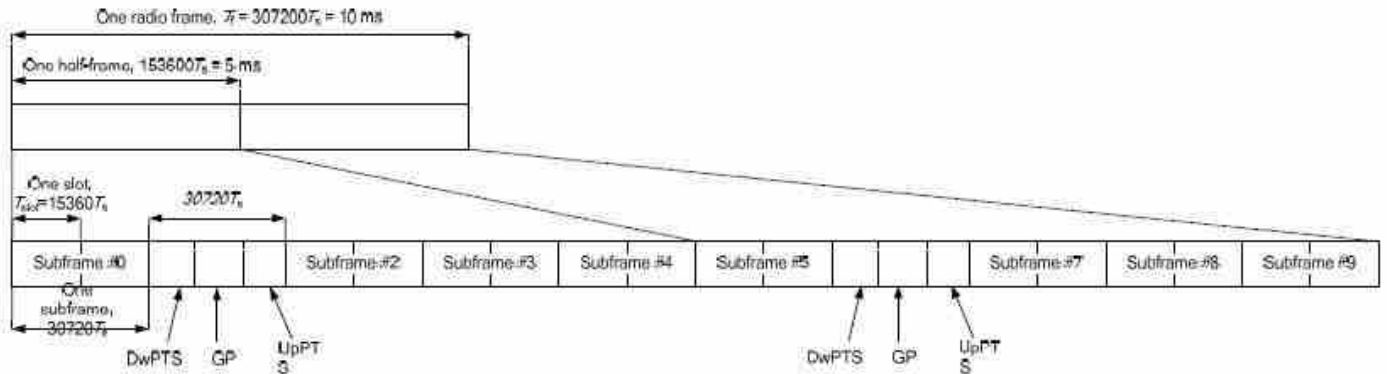 One radio frame, Tf = 307200Ts = 10 ms
One half-frame, 153600Ts = 5 ms
One slot,
Tslot=15360Ts
30720Ts
Subframe #0
Subframe #2
Subframe #3
Subframe #4
Subframe #5
Subframe #7
Subframe #8
Subframe #9
One
subframe,
30720Ts
DwPTS
GP
UpPT
S
DwPTS
GP
UpPT
S